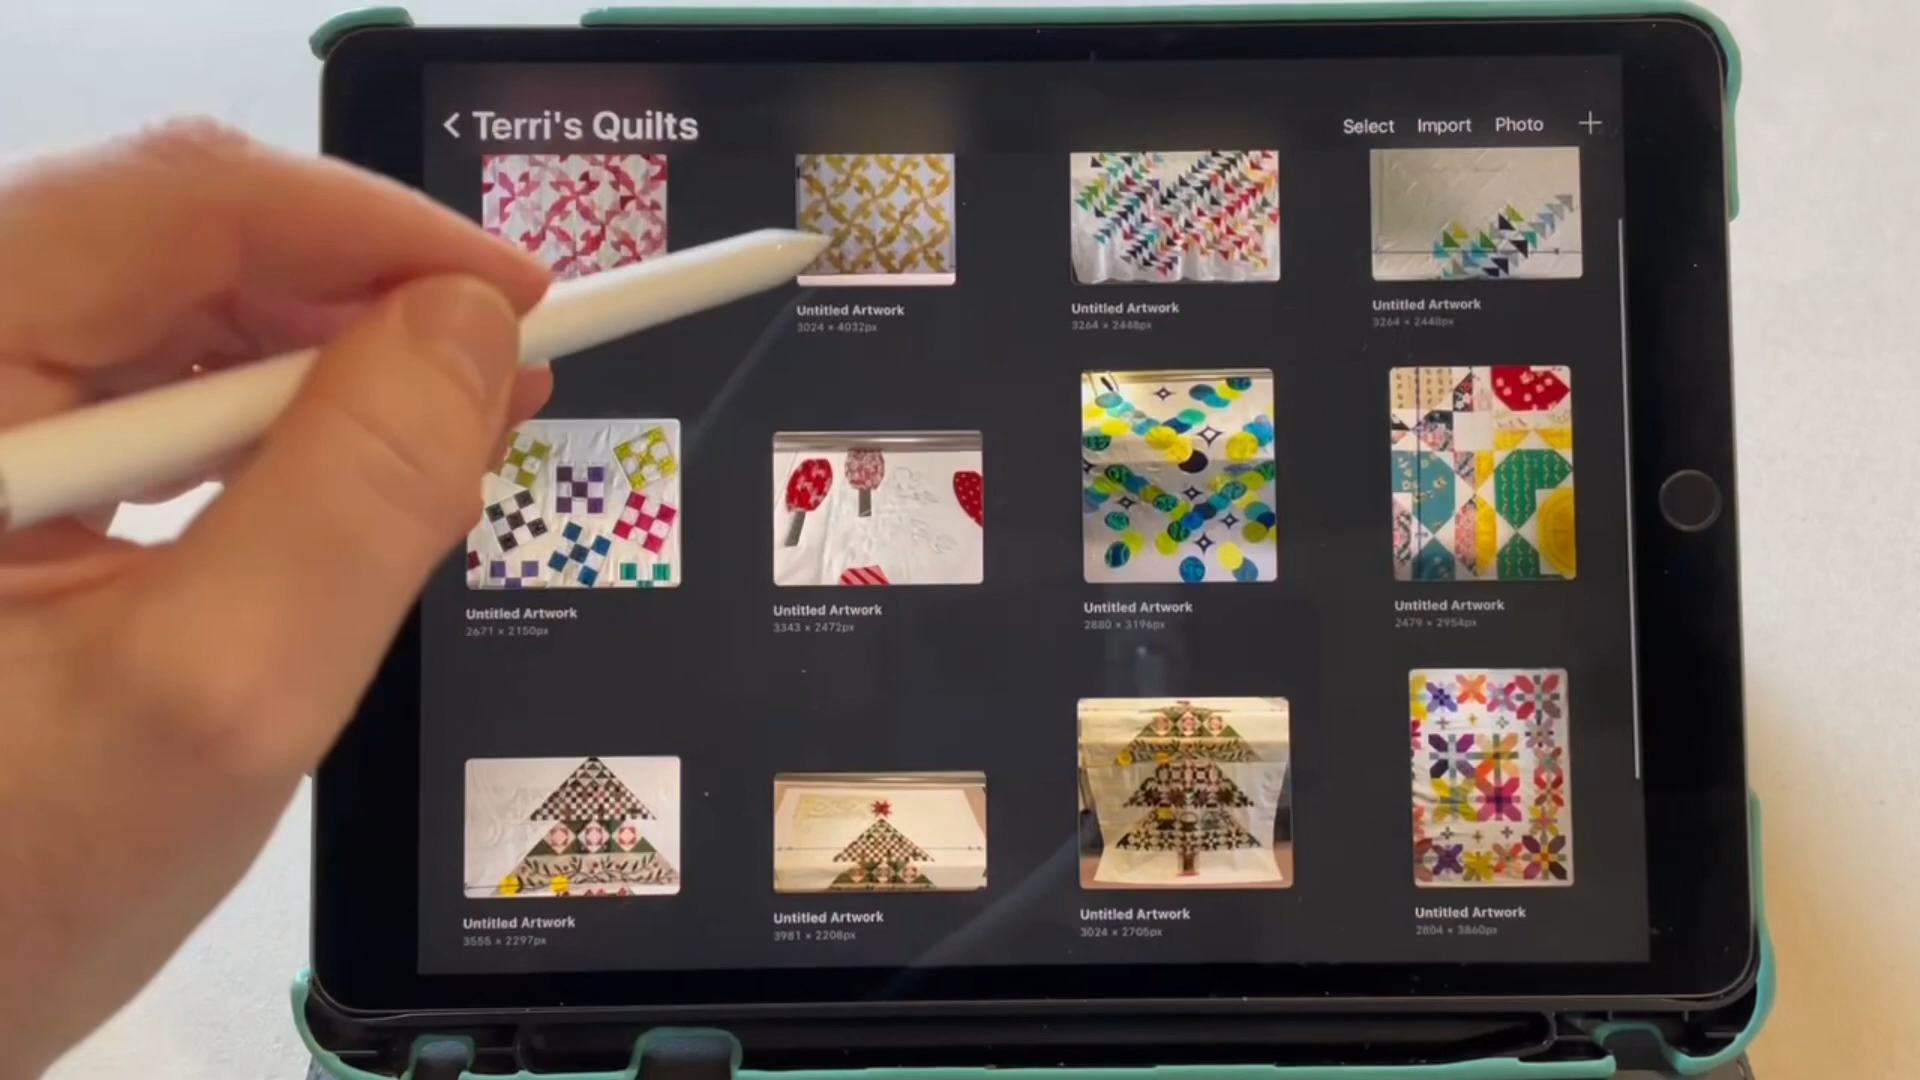 Terri's Quilts
Select Import Photo
Untitled Artwork
3024 × 4032px
Untitled Artwork
3264 × 2448px
Untitled Artwork
3264 × 2448px
Untitled Artwork
2671 × 2150px
Untitled Artwork
3343 × 2472px
Untitled Artwork
2880 × 3196px
Untitled Artwork
2479 × 2954px
Untitled Artwork
3555 × 2297px
Untitled Artwork
3981 × 2208px
Untitled Artwork
3024 × 2705px
Untitled Artwork
2804 × 3860px